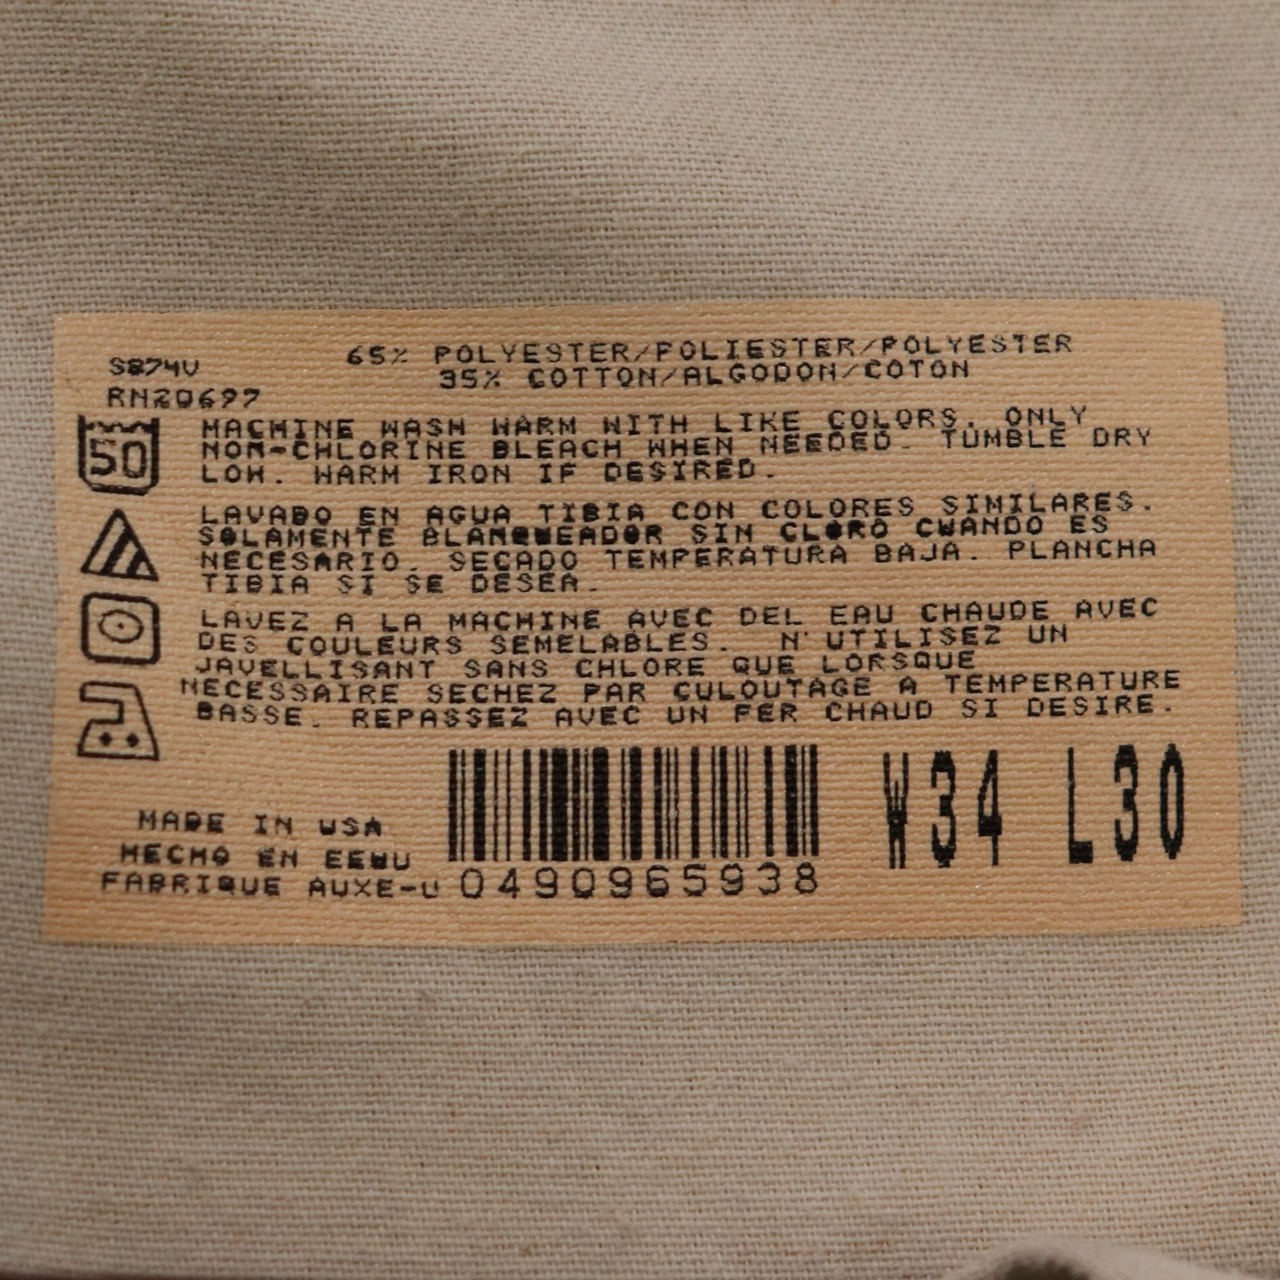 S874V
RN20697
65% POLYESTER/POLIESTER/POLYESTER
35% COTTON/ALGODON/COTON
50
MACHINE WASH WARM WITH LIKE COLORS. ONLY
NON-CHLORINE BLEACH WHEN NEEDED. TUMBLE DRY
LOW. WARM IRON IF DESIRED.
LAVADO EN AGUA TIBIA CON COLORES SIMILARES.
SOLAMENTE BLANQUEADOR SIN CLORO CUANDO ES
NECESARIO. SECADO TEMPERATURA BAJA. PLANCHA
TIBIA SI SE DESEA.
LAVEZ A LA MACHINE AVEC DEL EAU CHAUDE AVEC
DES COULEURS SEMELABLES. N'UTILISEZ UN
JAVELLISANT SANS CHLORE QUE LORSQUE
NECESSAIRE SECHEZ PAR CULOUTAGE A TEMPERATURE
BASSE. REPASSEZ AVEC UN FER CHAUD SI DESIRE.
MADE IN USA
HECHO EN EEUU
FABRIQUE AUXE-U
0490965938
W34 L30